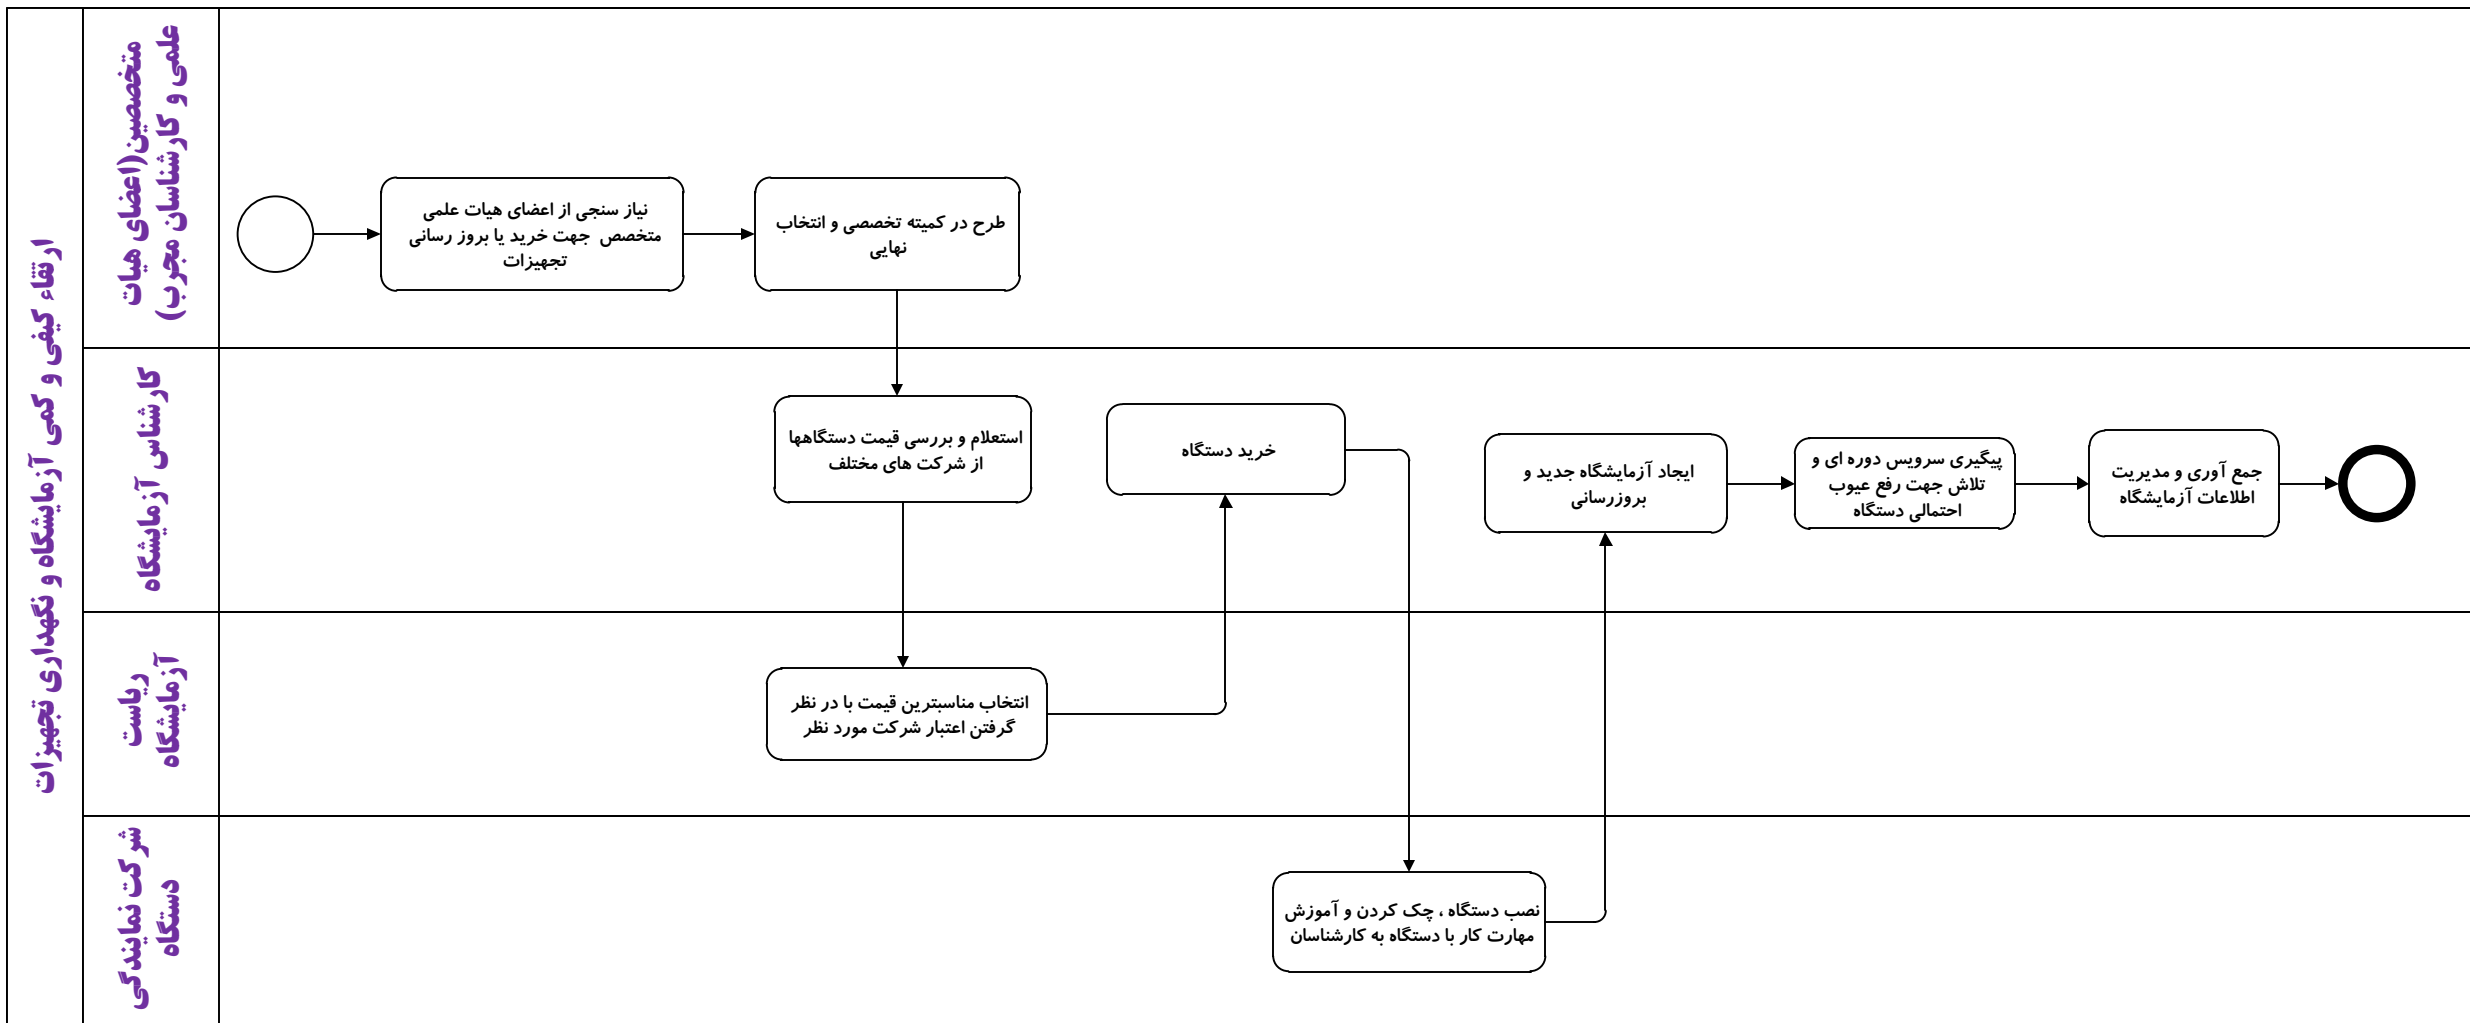 ارتقاء کیفی و کمی آزمایشگاه و نگهداری تجهیزات
متخصصین(اعضای هیات
علمی و کارشناسان مجرب)
نیاز سنجی از اعضای هیات علمی
متخصص جهت خرید یا بروز رسانی
تجهیزات
طرح در کمیته تخصصی و انتخاب
نهایی
کارشناس آزمایشگاه
استعلام و بررسی قیمت دستگاهها
از شرکت های مختلف
خرید دستگاه
ایجاد آزمایشگاه جدید و
بروزرسانی
پیگیری سرویس دوره ای و
تلاش جهت رفع عیوب
احتمالی دستگاه
جمع آوری و مدیریت
اطلاعات آزمایشگاه
ریاست
آزمایشگاه
انتخاب مناسبترین قیمت با در نظر
گرفتن اعتبار شرکت مورد نظر
شرکت نمایندگی
دستگاه
نصب دستگاه ، چک کردن و آموزش
مهارت کار با دستگاه به کارشناسان